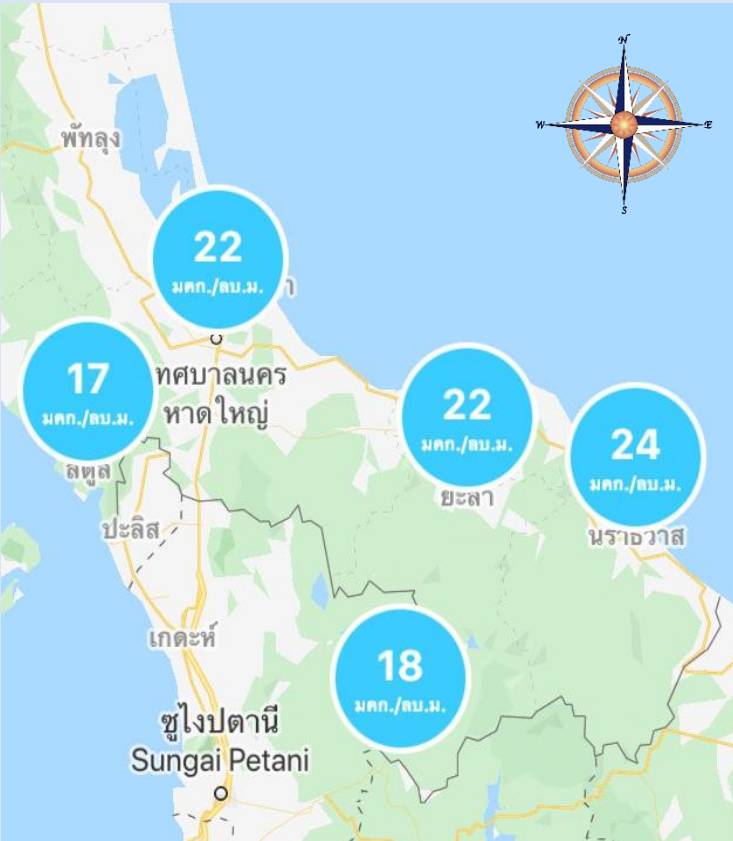 N
W
E
S
พัทลุง
22
มคก./ลบ.ม.
17
มคก./ลบ.ม.
ทศบาลนคร
หาดใหญ่
22
มคก./ลบ.ม.
24
มคก./ลบ.ม.
สตูล
ยะลา
ปะลิส
นราธิวาส
เกดะห์
18
มคก./ลบ.ม.
ซูไงปตานี
Sungai Petani